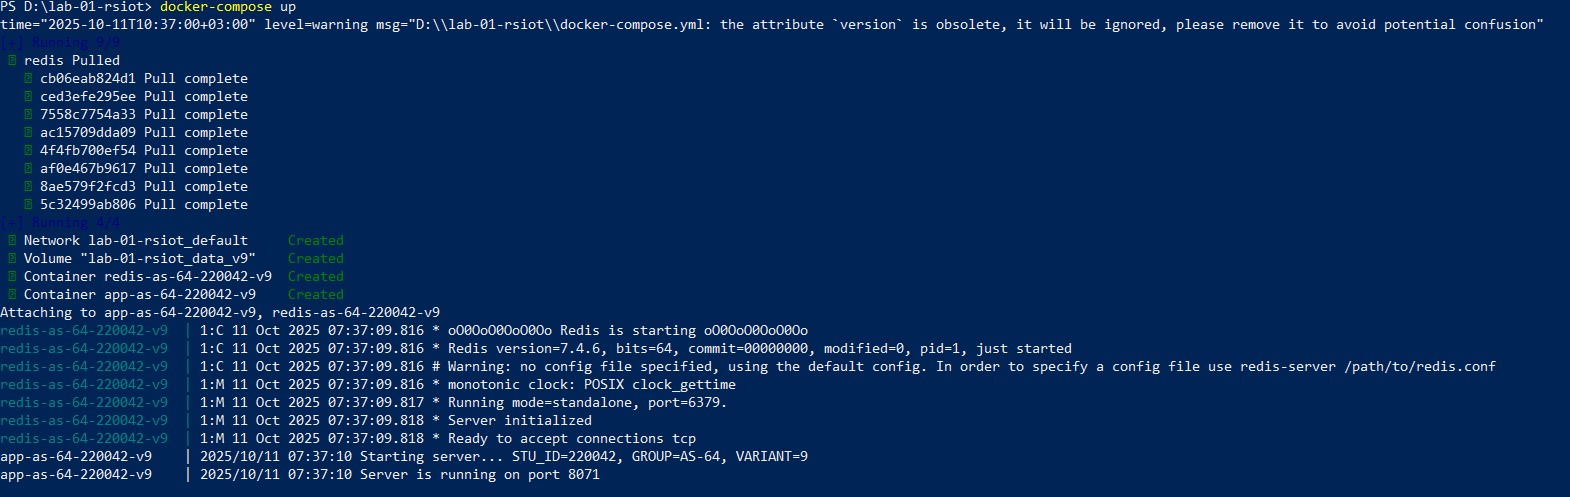 PS D:\lab-01-rsiot> docker-compose up
time="2025-10-11T10:37:00+03:00" level=warning msg="D:\\lab-01-rsiot\\docker-compose.yml: the attribute `version` is obsolete, it will be ignored, please remove it to avoid potential confusion"
[+] Running 9/9
redis Pulled
cb06eab824d1 Pull complete
ced3efe295ee Pull complete
7558c7754a33 Pull complete
ac15709dda09 Pull complete
4f4fb700ef54 Pull complete
af0e467b9617 Pull complete
8ae579f2fcd3 Pull complete
5c32499ab806 Pull complete
[+] Running 4/4
Network lab-01-rsiot_default     Created
Volume "lab-01-rsiot_data_v9"    Created
Container redis-as-64-220042-v9  Created
Container app-as-64-220042-v9    Created
Attaching to app-as-64-220042-v9, redis-as-64-220042-v9
redis-as-64-220042-v9  | 1:C 11 Oct 2025 07:37:09.816 * oO0OoO0OoO0Oo Redis is starting oO0OoO0OoO0Oo
redis-as-64-220042-v9  | 1:C 11 Oct 2025 07:37:09.816 * Redis version=7.4.6, bits=64, commit=00000000, modified=0, pid=1, just started
redis-as-64-220042-v9  | 1:C 11 Oct 2025 07:37:09.816 # Warning: no config file specified, using the default config. In order to specify a config file use redis-server /path/to/redis.conf
redis-as-64-220042-v9  | 1:M 11 Oct 2025 07:37:09.816 * monotonic clock: POSIX clock_gettime
redis-as-64-220042-v9  | 1:M 11 Oct 2025 07:37:09.817 * Running mode=standalone, port=6379.
redis-as-64-220042-v9  | 1:M 11 Oct 2025 07:37:09.818 * Server initialized
redis-as-64-220042-v9  | 1:M 11 Oct 2025 07:37:09.818 * Ready to accept connections tcp
app-as-64-220042-v9    | 2025/10/11 07:37:10 Starting server... STU_ID=220042, GROUP=AS-64, VARIANT=9
app-as-64-220042-v9    | 2025/10/11 07:37:10 Server is running on port 8071